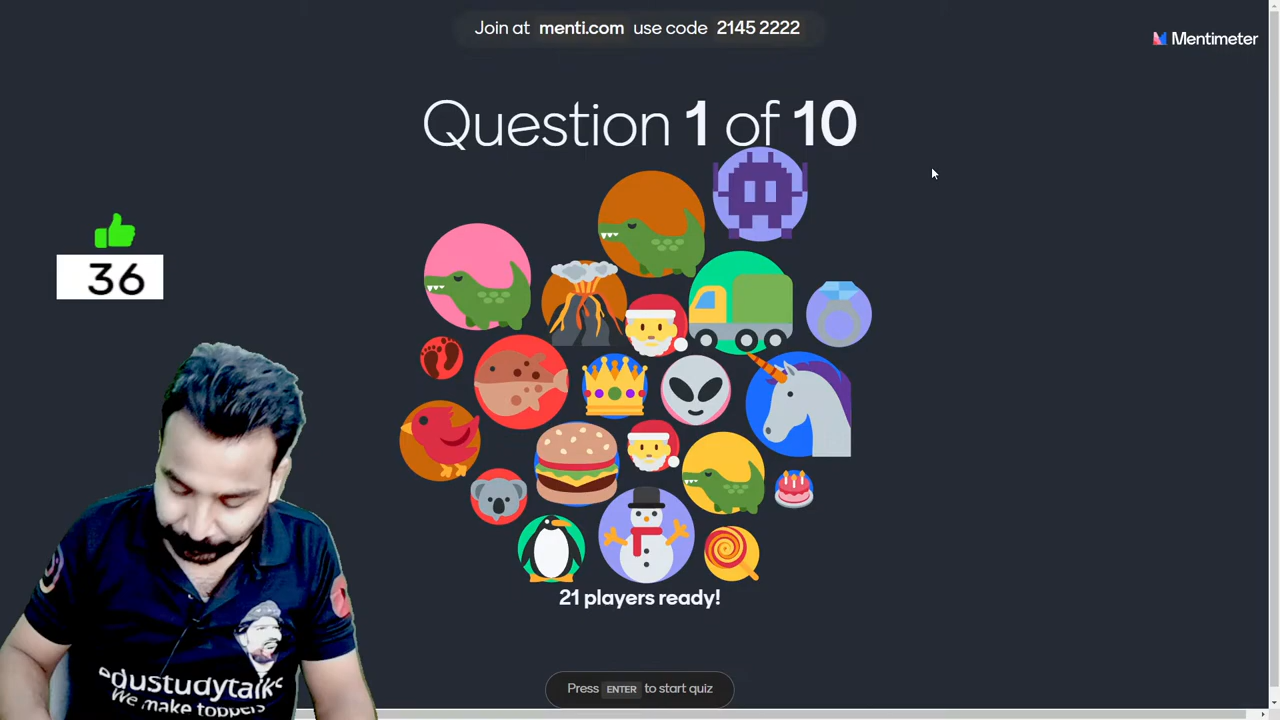 Join at menti.com use code 2145 2222
Mentimeter
Question 1 of 10
36
21 players ready!
Press ENTER to start quiz
edustudytalk
We make toppers